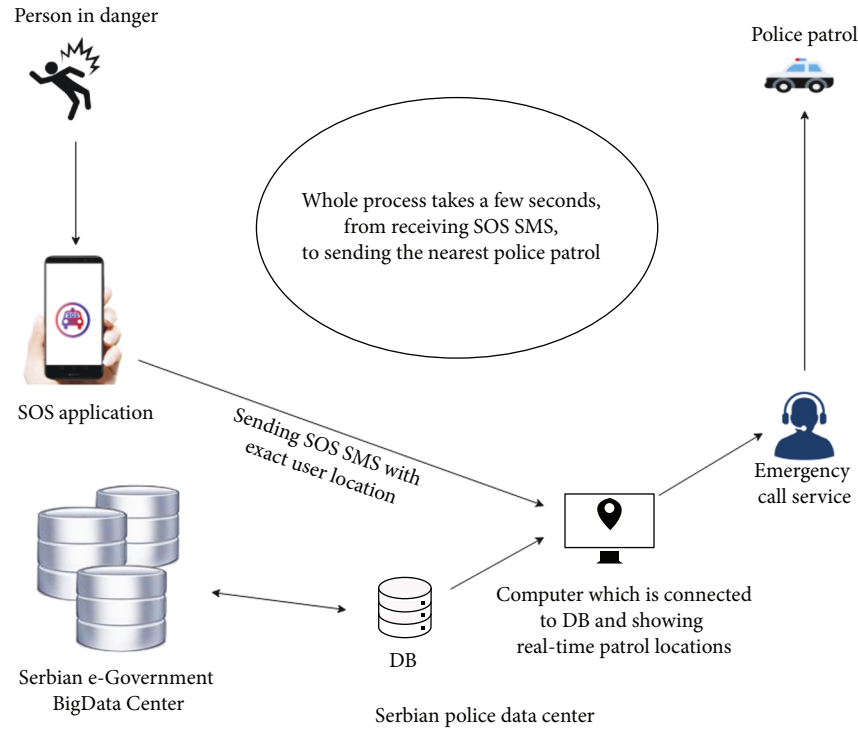 Person in danger
Police patrol
Whole process takes a few seconds,
from receiving SOS SMS,
to sending the nearest police patrol
SOS
SOS application
Sending SOS SMS with
exact user location
Emergency
call service
Computer which is connected
to DB and showing
real-time patrol locations
DB
Serbian e-Government
BigData Center
Serbian police data center